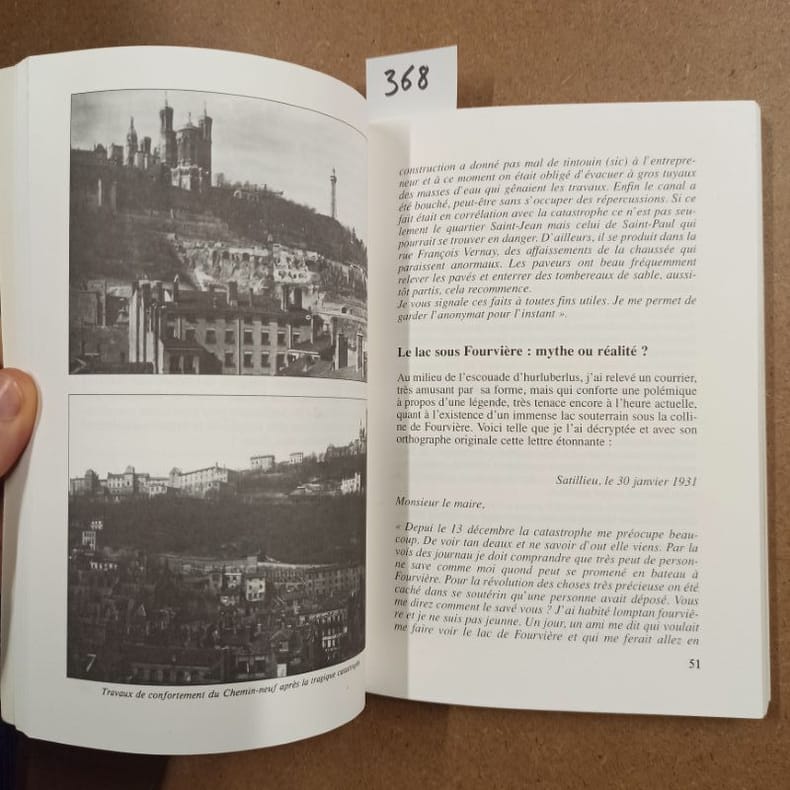 368
7
Travaux de confortement du Chemin-neuf après la tragique catastrophe
construction a donné pas mal de tintouin (sic) à l'entrepre-
neur et à ce moment on était obligé d'évacuer à gros tuyaux
des masses d'eau qui gênaient les travaux. Enfin le canal a
été bouché, peut-être sans s'occuper des répercussions. Si ce
fait était en corrélation avec la catastrophe ce n'est pas seu-
lement le quartier Saint-Jean mais celui de Saint-Paul qui
pourrait se trouver en danger. D'ailleurs, il se produit dans la
rue François Vernay, des affaissements de la chaussée qui
paraissent anormaux. Les paveurs ont beau fréquemment
relever les pavés et enterrer des tombereaux de sable, aussi-
tôt partis, cela recommence.
Je vous signale ces faits à toutes fins utiles. Je me permet de
garder l'anonymat pour l'instant ».
Le lac sous Fourvière : mythe ou réalité ?
Au milieu de l'escouade d'hurluberlus, j'ai relevé un courrier,
très amusant par sa forme, mais qui conforte une polémique
à propos d'une légende, très tenace encore à l'heure actuelle,
quant à l'existence d'un immense lac souterrain sous la colli-
ne de Fourvière. Voici telle que je l'ai décryptée et avec son
orthographe originale cette lettre étonnante :
Satillieu, le 30 janvier 1931
Monsieur le maire,
« Depui le 13 décembre la catastrophe me préocupe beau-
coup. De voir tan deaux et ne savoir d'out elle viens. Par la
vois des journau je doit comprandre que très peut de person-
ne save comme moi quond peut se promené en bateau à
Fourvière. Pour la révolution des choses très précieuse on été
caché dans se soutérin qu'une personne avait déposé. Vous
me direz comment le savé vous ? J'ai habité lomptan fourviè-
re et je ne suis pas jeune. Un jour, un ami me dit qui voulait
me faire voir le lac de Fourvière et qui me ferait allez en
51